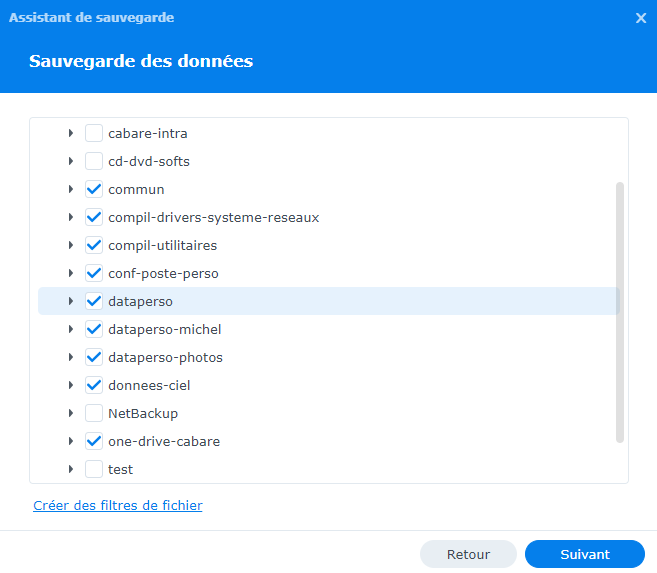 Assistant de sauvegarde
Sauvegarde des données
cabare-intra
cd-dvd-softs
commun
compil-drivers-systeme-reseaux
compil-utilitaires
conf-poste-perso
dataperso
dataperso-michel
dataperso-photos
donnees-ciel
NetBackup
one-drive-cabare
test
Créer des filtres de fichier
Retour Suivant